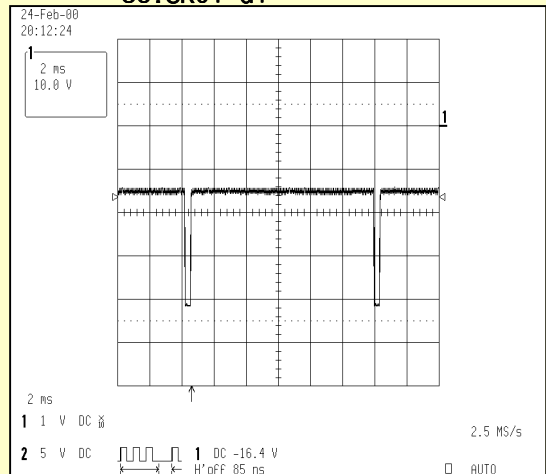 24-Feb-00
20:12:24
1
2 ms
10.0 V
1
2 ms
1 1 V DC
2 5 V DC
1 DC -16.4 V
H'off 85 ns
2.5 MS/s
AUTO